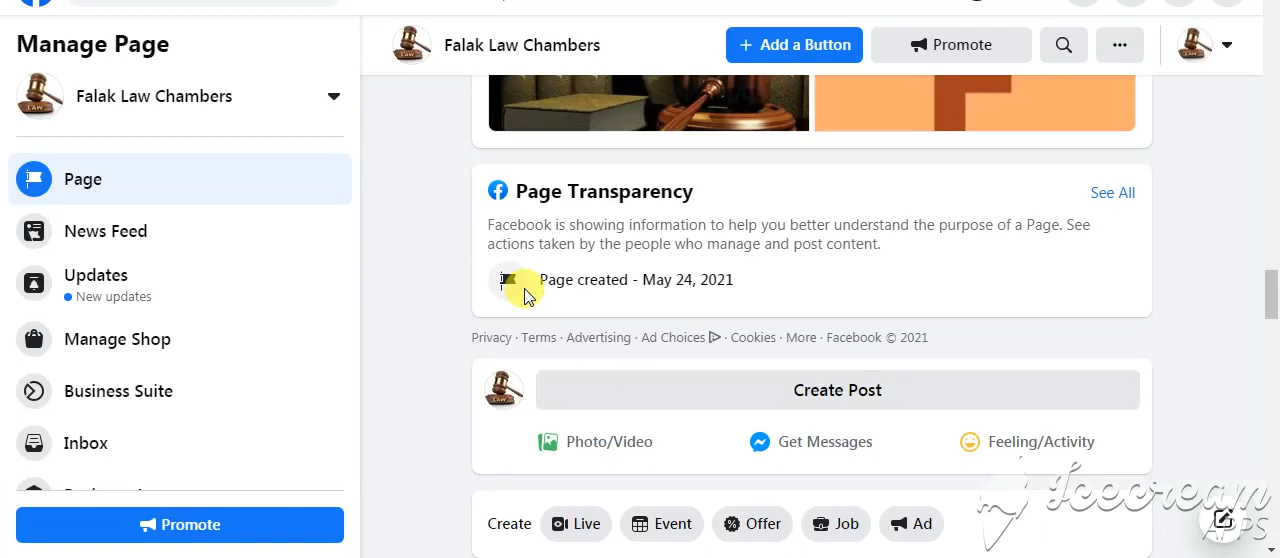 Manage Page
Falak Law Chambers
Page
News Feed
Updates
New updates
Manage Shop
Business Suite
Inbox
Promote
Falak Law Chambers
+ Add a Button
Promote
Page Transparency
See All
Facebook is showing information to help you better understand the purpose of a Page. See
actions taken by the people who manage and post content.
Page created - May 24, 2021
Privacy · Terms · Advertising · Ad Choices · Cookies · More · Facebook © 2021
Create Post
Photo/Video
Get Messages
Feeling/Activity
Create
Live
Event
Offer
Job
Ad
Icecream
APPS